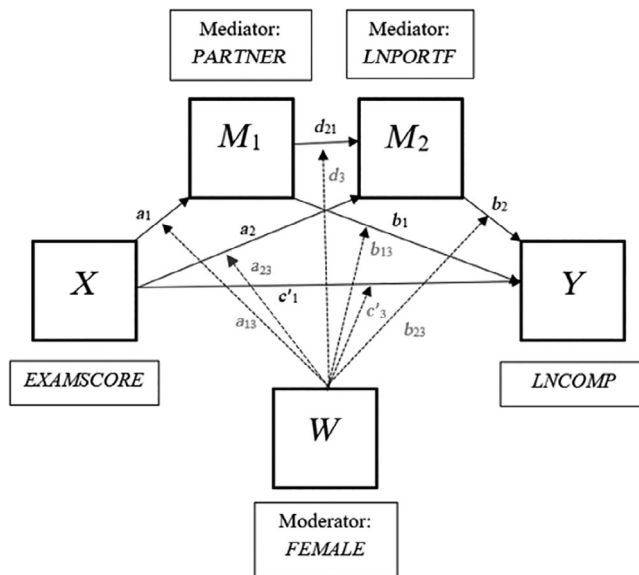 Mediator: PARTNER
Mediator: LNPORTF
M1
d21
M2
d3
a1
a2
b1
b2
b13
a23
X
c'1
c'3
Y
a13
b23
EXAMSCORE
LNCOMP
W
Moderator:
FEMALE